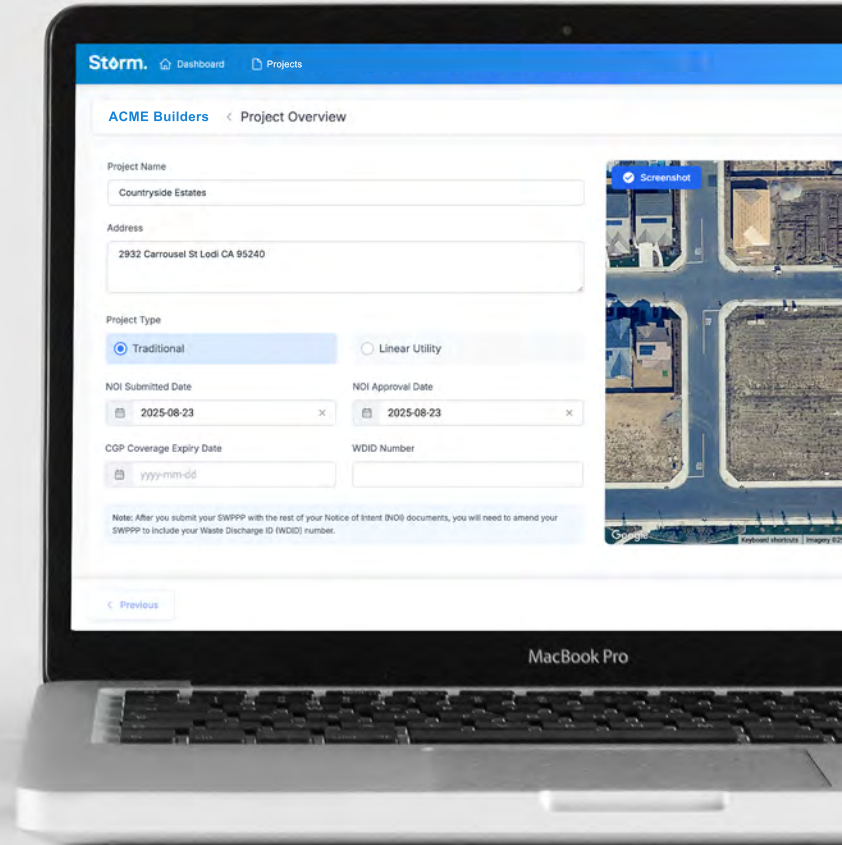 Storm.
Dashboard
Projects
ACME Builders < Project Overview
Project Name
Countryside Estates
Address
2932 Carrousel St Lodi CA 95240
Project Type
Traditional
Linear Utility
NOI Submitted Date
NOI Approval Date
2025-08-23 ×
2025-08-23 ×
CGP Coverage Expiry Date
WDID Number
yyyy-mm-dd
Note: After you submit your SWPPP with the rest of your Notice of Intent (NOI) documents, you will need to amend your
SWPPP to include your Waste Discharge ID (WDID) number.
Screenshot
Google
Keyboard shortcuts
Imagery ©
< Previous
MacBook Pro